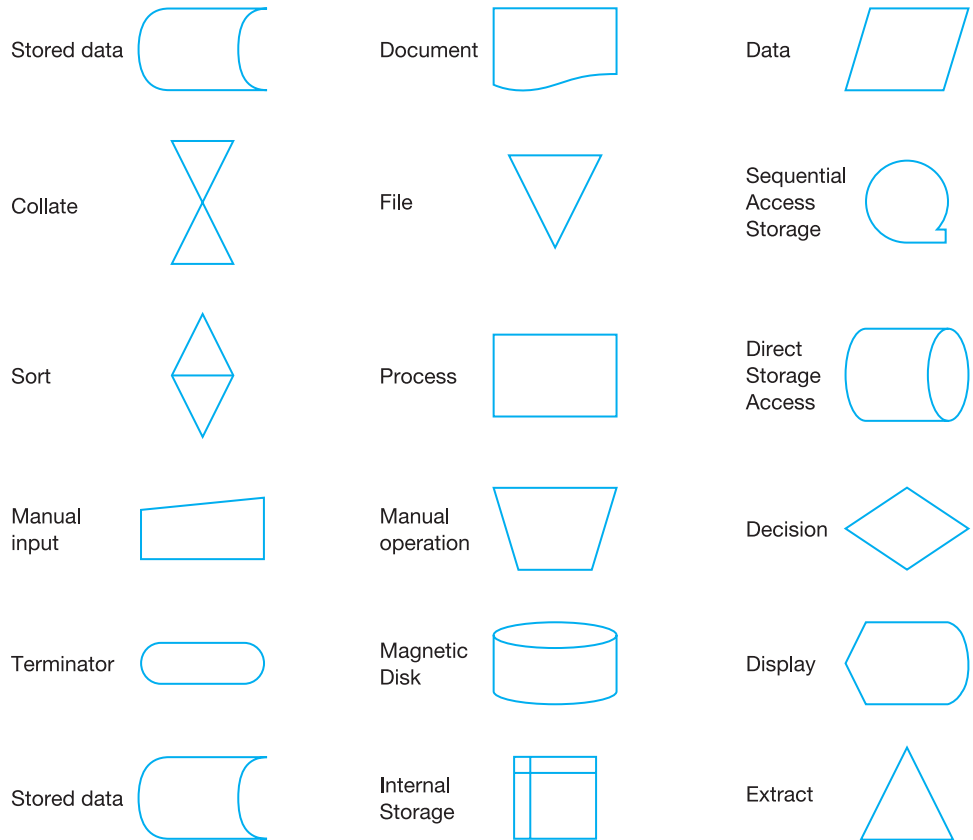 Stored data
Document
Data
Collate
File
Sequential
Access
Storage
Sort
Process
Direct
Storage
Access
Manual
input
Manual
operation
Decision
Terminator
Magnetic
Disk
Display
Stored data
Internal
Storage
Extract